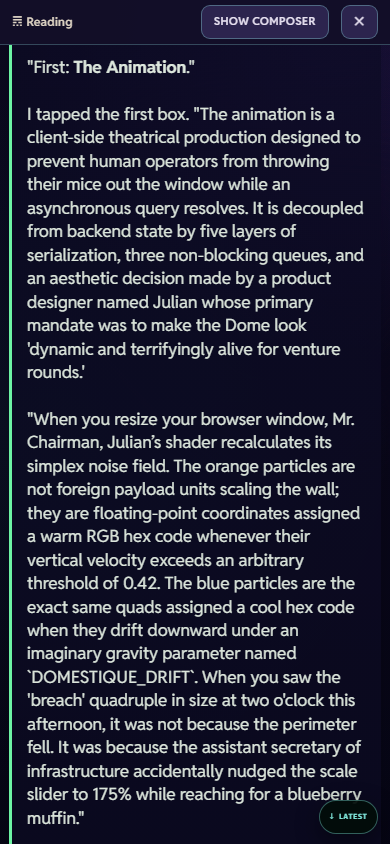 Reading
SHOW COMPOSER
×
"First: The Animation."
I tapped the first box. "The animation is a
client-side theatrical production designed to
prevent human operators from throwing
their mice out the window while an
asynchronous query resolves. It is decoupled
from backend state by five layers of
serialization, three non-blocking queues, and
an aesthetic decision made by a product
designer named Julian whose primary
mandate was to make the Dome look
'dynamic and terrifyingly alive for venture
rounds.'
"When you resize your browser window, Mr.
Chairman, Julian's shader recalculates its
simplex noise field. The orange particles are
not foreign payload units scaling the wall;
they are floating-point coordinates assigned
a warm RGB hex code whenever their
vertical velocity exceeds an arbitrary
threshold of 0.42. The blue particles are the
exact same quads assigned a cool hex code
when they drift downward under an
imaginary gravity parameter named
`DOMESTIQUE_DRIFT`. When you saw the
'breach' quadruple in size at two o'clock this
afternoon, it was not because the perimeter
fell. It was because the assistant secretary of
infrastructure accidentally nudged the scale
slider to 175% while reaching for a blueberry
muffin."
↓ LATEST